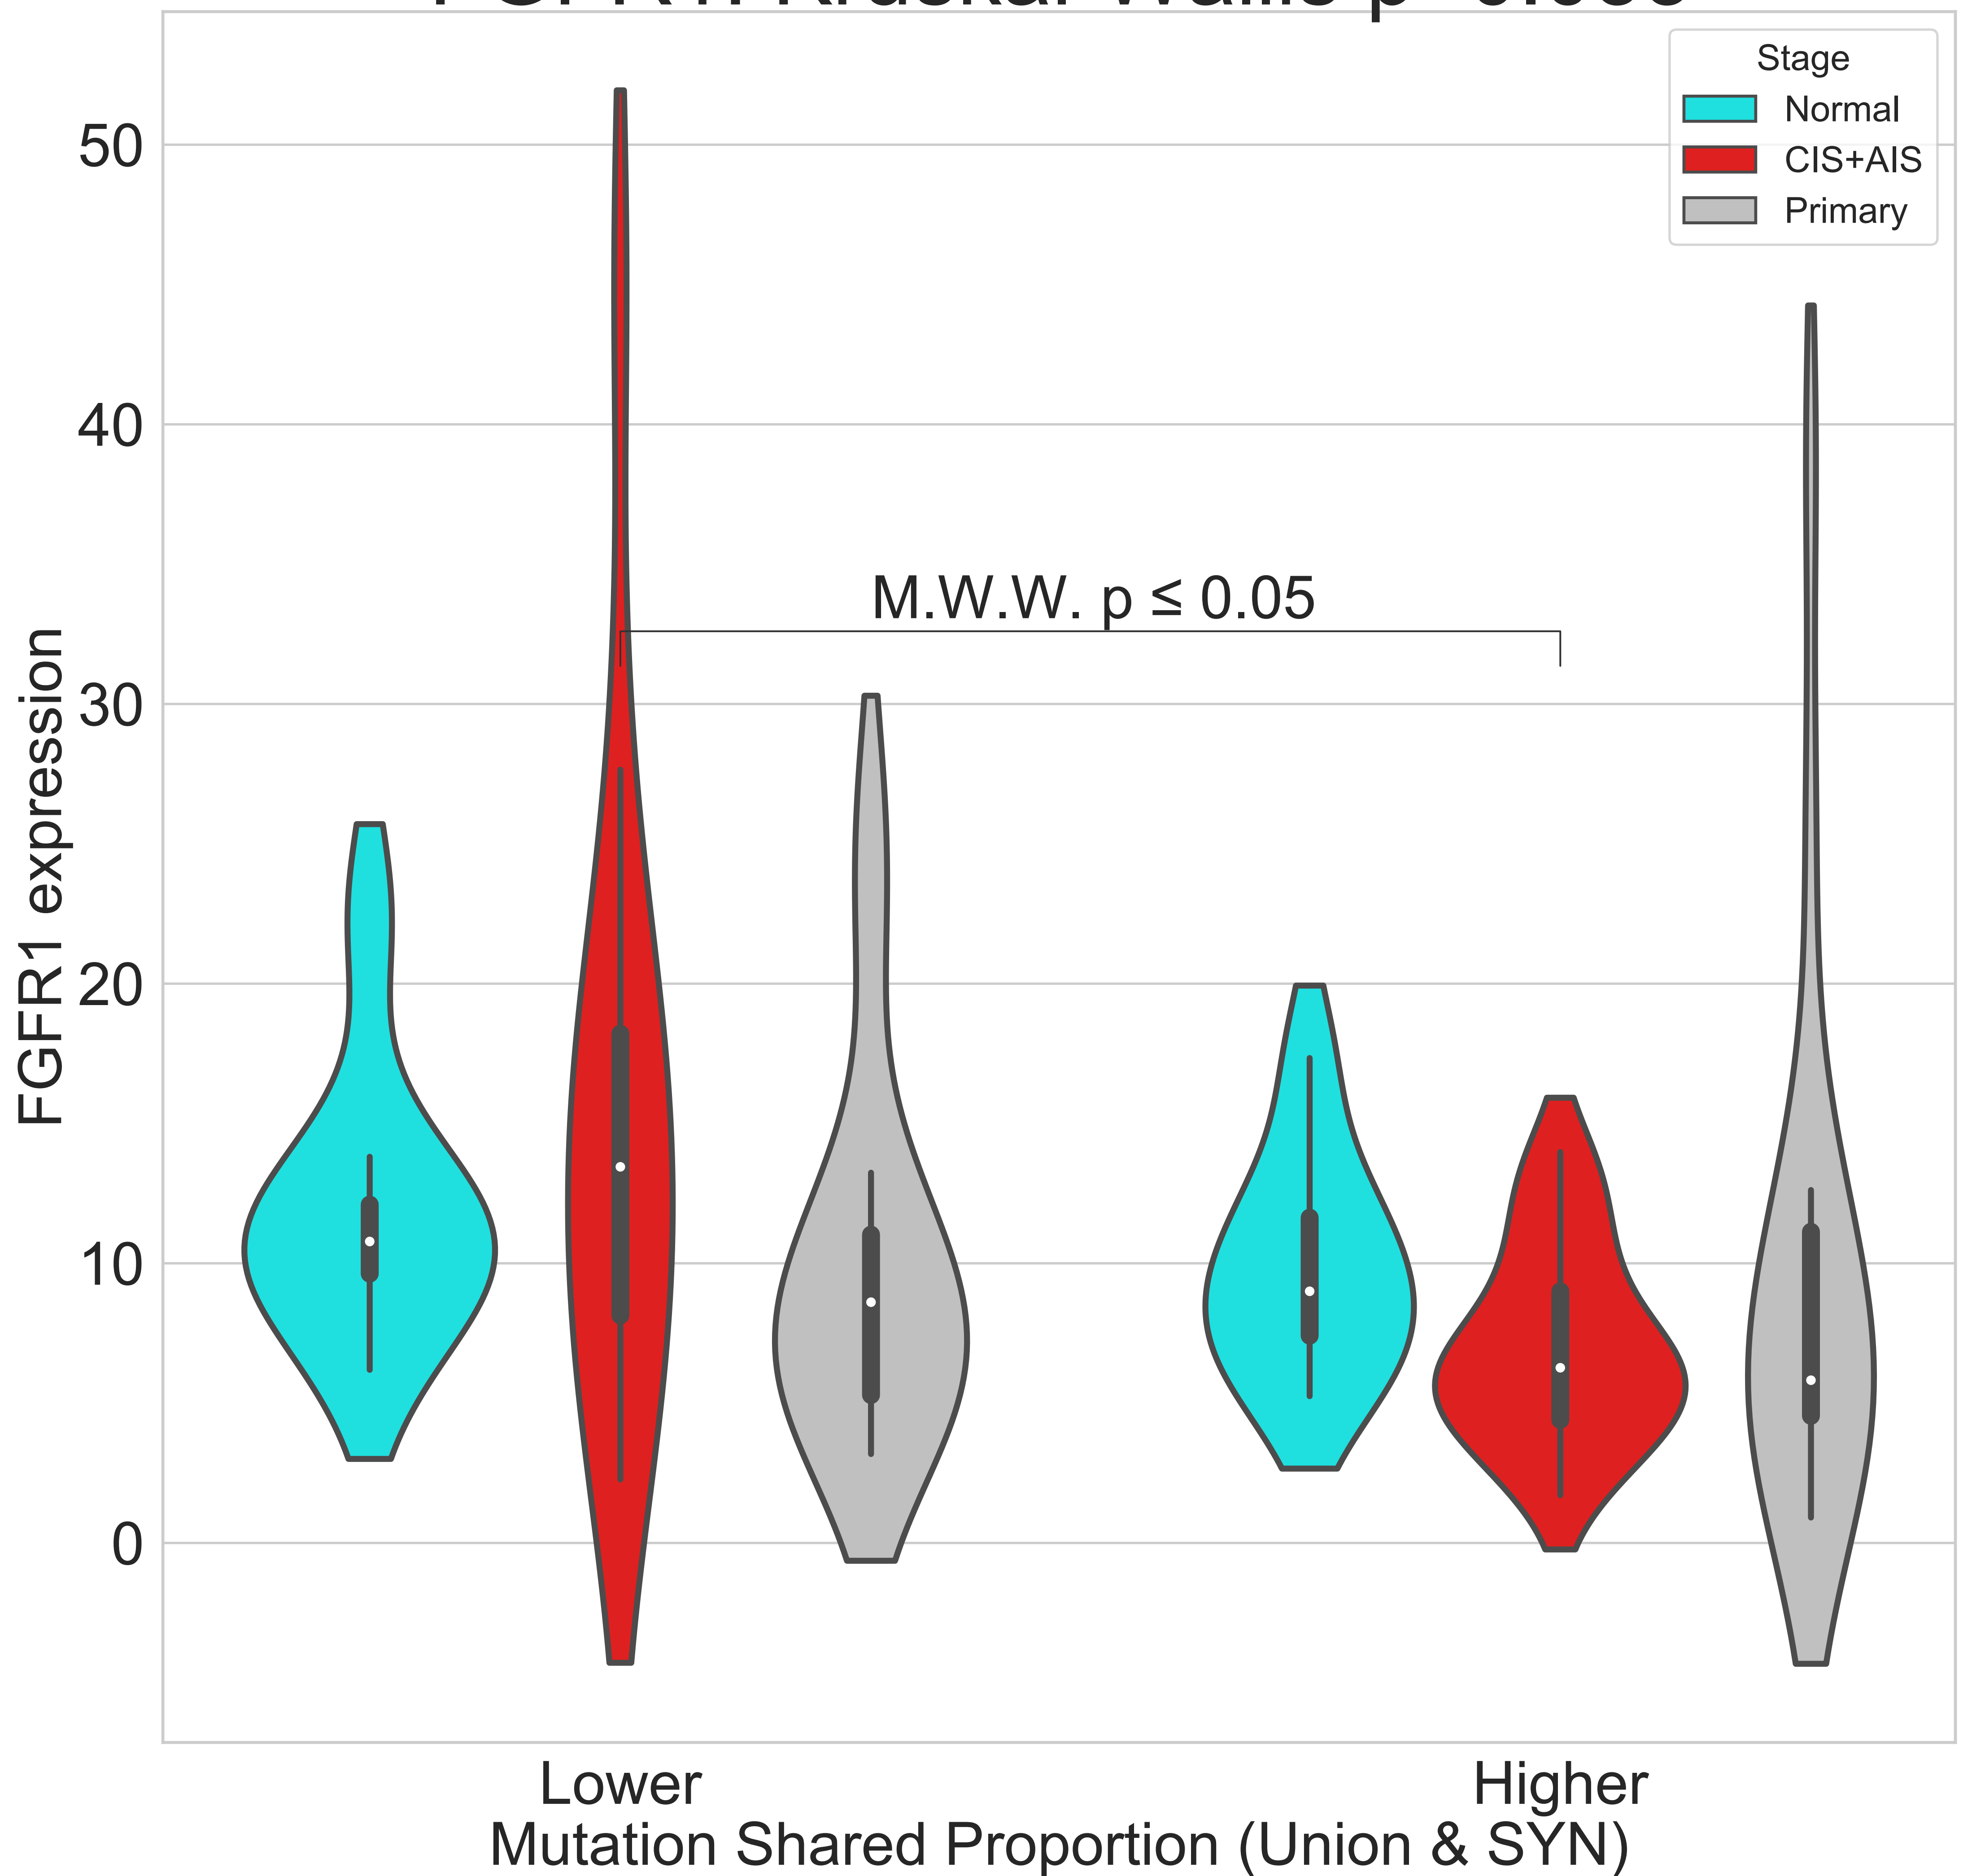 Stage
Normal
CIS+AIS
Primary
50
40
30
20
10
0
M.W.W. p ≤ 0.05
FGFR1 expression
Lower
Higher
Mutation Shared Proportion (Union & SYN)